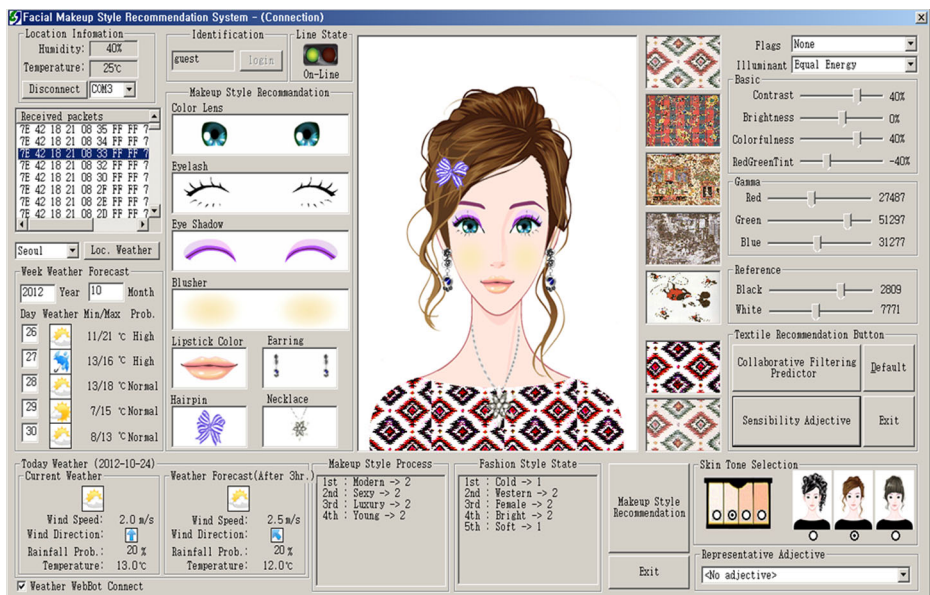 Facial Makeup Style Recommendation System - (Connection)
Location Infomation
Humidity: 40%
Temperature: 25℃
Disconnect COM3
Received packets
7E 42 18 21 08 35 FF FF 7
7E 42 18 21 08 34 FF FF 7
7E 42 18 21 08 33 FF FF 7
7E 42 18 21 08 32 FF FF 7
7E 42 18 21 08 30 FF FF 7
7E 42 18 21 08 2F FF FF 7
7E 42 18 21 08 2E FF FF 7
7E 42 18 21 08 2D FF FF 7
Seoul Loc. Weather
Week Weather Forecast
2012 Year 10 Month
Day Weather Min/Max Prob.
26 11/21 ℃ High
27 13/16 ℃ High
28 13/18 ℃ Normal
29 7/15 ℃ Normal
30 8/13 ℃ Normal
Identification
guest login
Line State
On-Line
Makeup Style Recommandation
Color Lens
Eyelash
Eye Shadow
Blusher
Lipstick Color Earring
Hairpin Necklace
Flags None
Illuminant Equal Energy
Basic
Contrast 40%
Brightness 0%
Colorfulness 40%
RedGreenTint -40%
Gamma
Red 27487
Green 51297
Blue 31277
Reference
Black 2809
White 7771
Textile Recommendation Button
Collaborative Filtering
Predictor
Default
Sensibility Adjective Exit
Today Weather (2012-10-24)
Current Weather
Wind Speed: 2.0 m/s
Wind Direction:
Rainfall Prob.: 20 %
Temperature: 13.0℃
Weather Forecast(After 3hr.)
Wind Speed: 2.5 m/s
Wind Direction:
Rainfall Prob.: 20 %
Temperature: 12.0℃
Weather WebBot Connect
Makeup Style Process
1st : Modern -> 2
2nd : Sexy -> 2
3rd : Luxury -> 2
4th : Young -> 2
Fashion Style State
1st : Cold -> 1
2nd : Western -> 2
3rd : Female -> 2
4th : Bright -> 2
5th : Soft -> 1
Makeup Style
Recommendation
Exit
Skin Tone Selection
Representative Adjective
<No adjective>